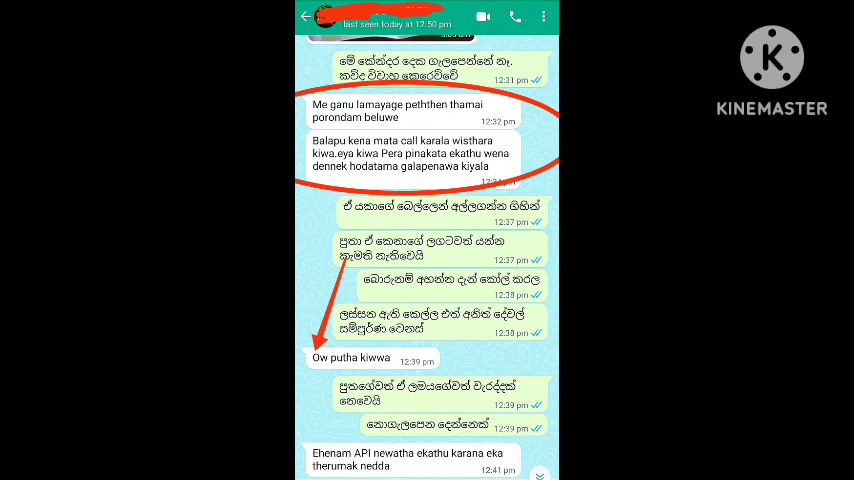 last seen today at 12:50 pm
මේ කේන්දර දෙක ගැලපෙන්නේ නෑ.
කව්ද විවාහ කෙරෙව්වේ
12:31 pm
Me ganu lamayage peththen thamai
porondam beluwe
12:32 pm
Balapu kena mata call karala wisthara
kiwa.eya kiwa Pera pinakata ekathu wena
dennek hodatama galapenawa kiyala
ඒ යකාගේ බෙල්ලෙන් අල්ලගන්න ගිහින්
12:37 pm
පුතා ඒ කෙනාගේ ලගටවත් යන්න
කැමති නැතිවෙයි
12:37 pm
බොරුනම් අහන්න දැන් කෝල් කරල
12:38 pm
ලස්සන ඇති කෙල්ල එත් අනිත් දේවල්
සම්පුර්ණ වෙනස්
12:38 pm
Ow putha kiwwa
12:39 pm
පුතගේවත් ඒ ලමයගේවත් වැරද්දක්
නෙවෙයි
12:39 pm
නොගැලපෙන දෙන්නෙක්
12:39 pm
Ehenam API newatha ekathu karana eka
therumak nedda
12:41 pm
KINEMASTER